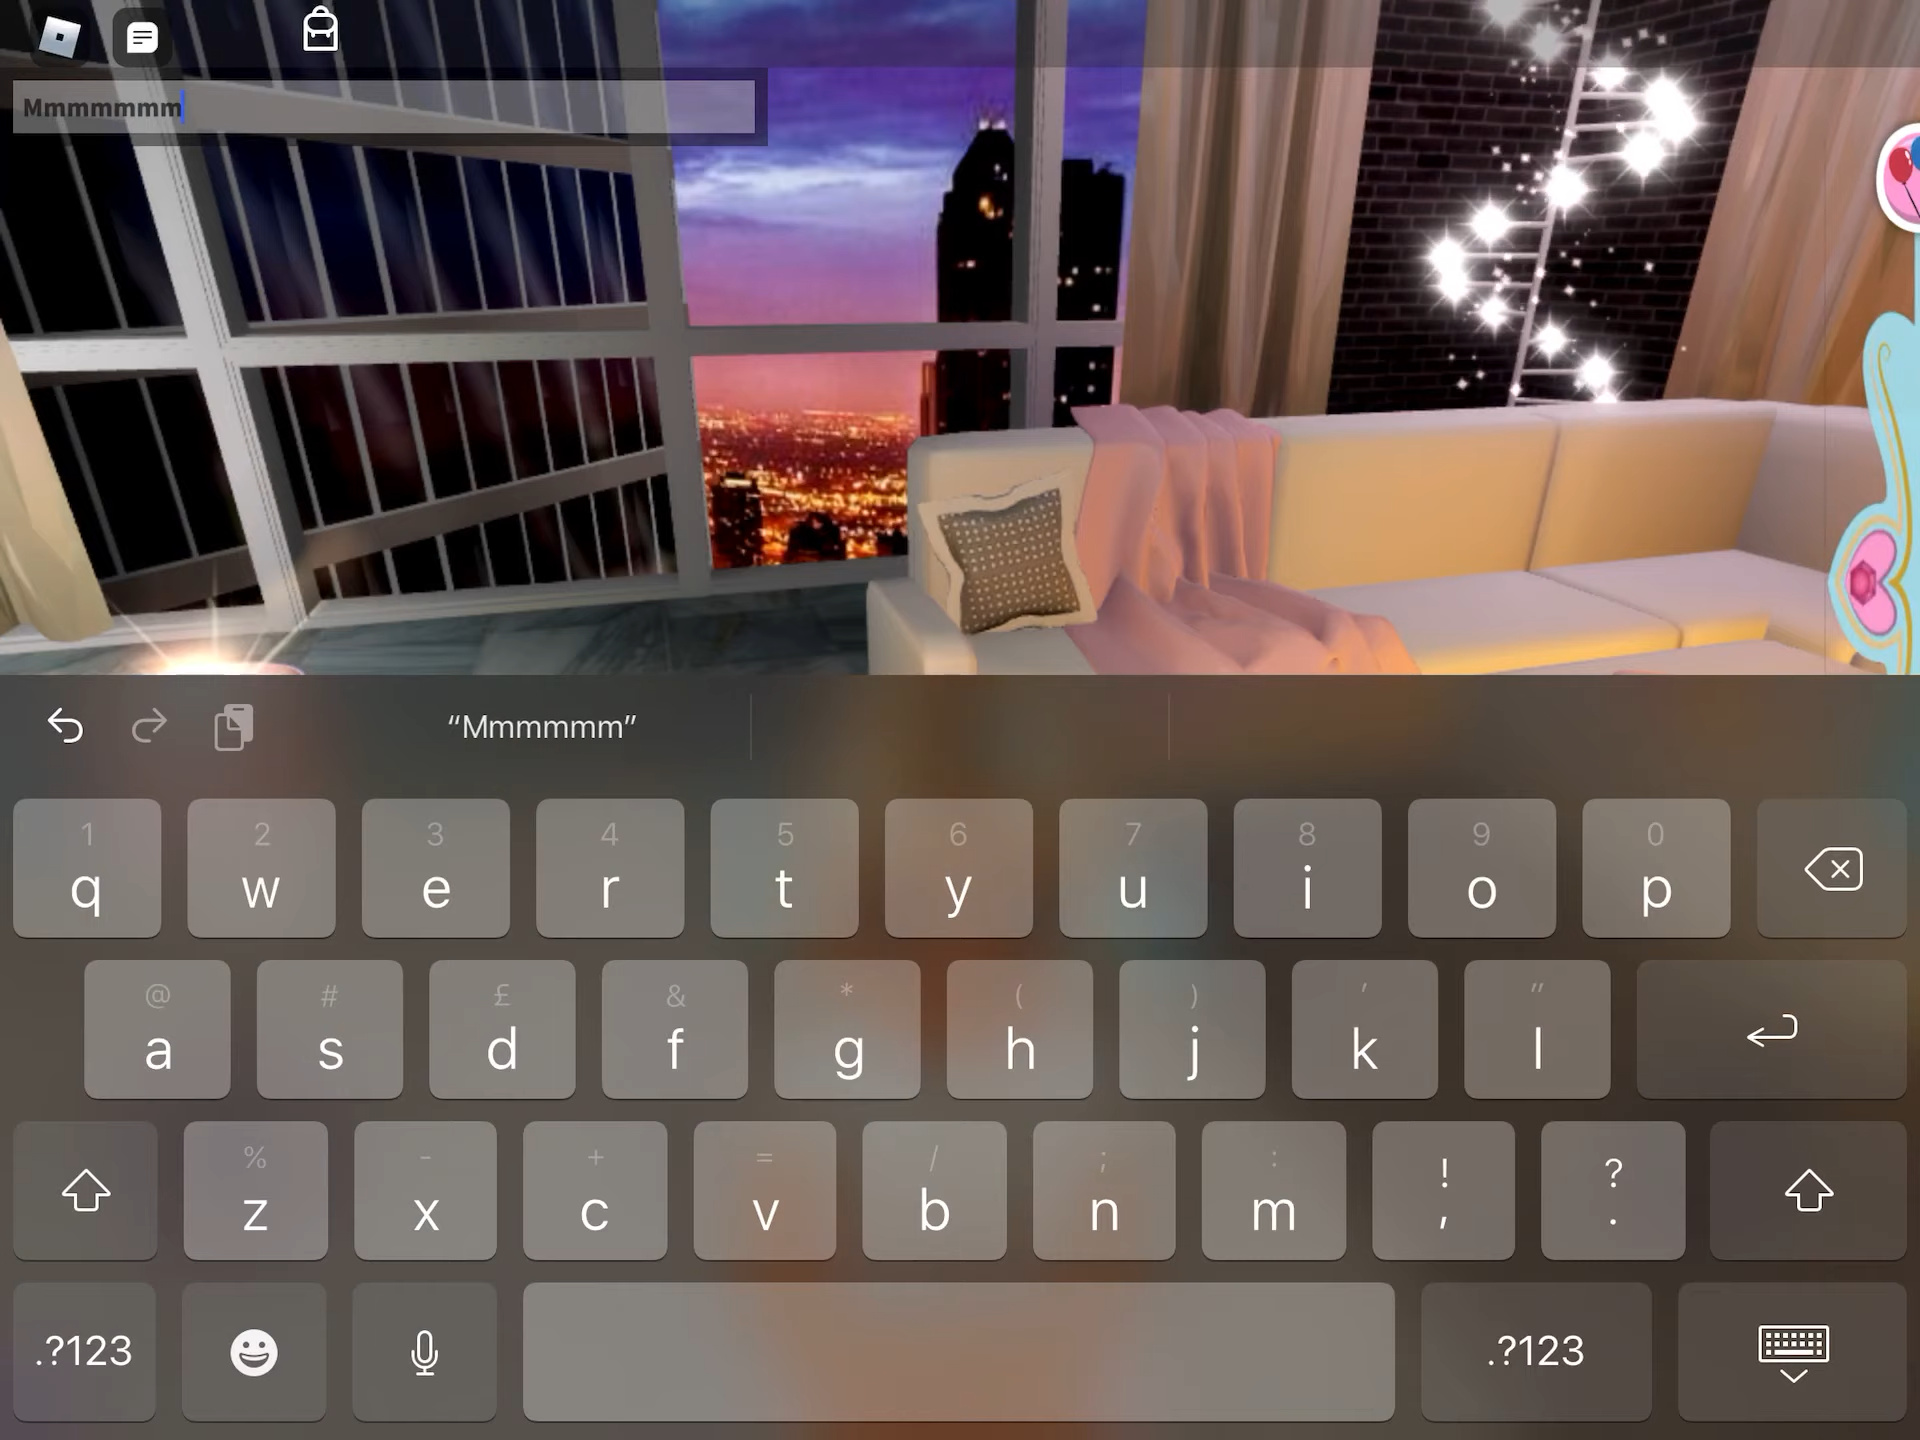 Mmmmmmm
“Mmmmmm”
1 2 3 4 5 6 7 8 9 0
q w e r t y u i o p
@ # £ & * ( ) ' "
a s d f g h j k l
% - + = / ; : ! ?
z x c v b n m , .
.?123 .?123